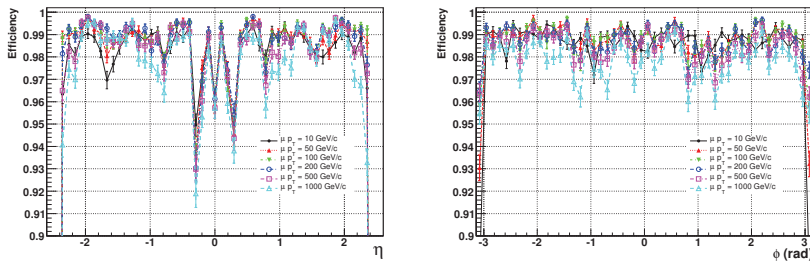 Efficiency
1
0.99
0.98
0.97
0.96
0.95
0.94
0.93
0.92
0.91
0.9
μ p_T = 10 GeV/c
μ p_T = 50 GeV/c
μ p_T = 100 GeV/c
μ p_T = 200 GeV/c
μ p_T = 500 GeV/c
μ p_T = 1000 GeV/c
-2 -1 0 1 2
η
Efficiency
1
0.99
0.98
0.97
0.96
0.95
0.94
0.93
0.92
0.91
0.9
μ p_T = 10 GeV/c
μ p_T = 50 GeV/c
μ p_T = 100 GeV/c
μ p_T = 200 GeV/c
μ p_T = 500 GeV/c
μ p_T = 1000 GeV/c
-3 -2 -1 0 1 2 3
ϕ (rad)